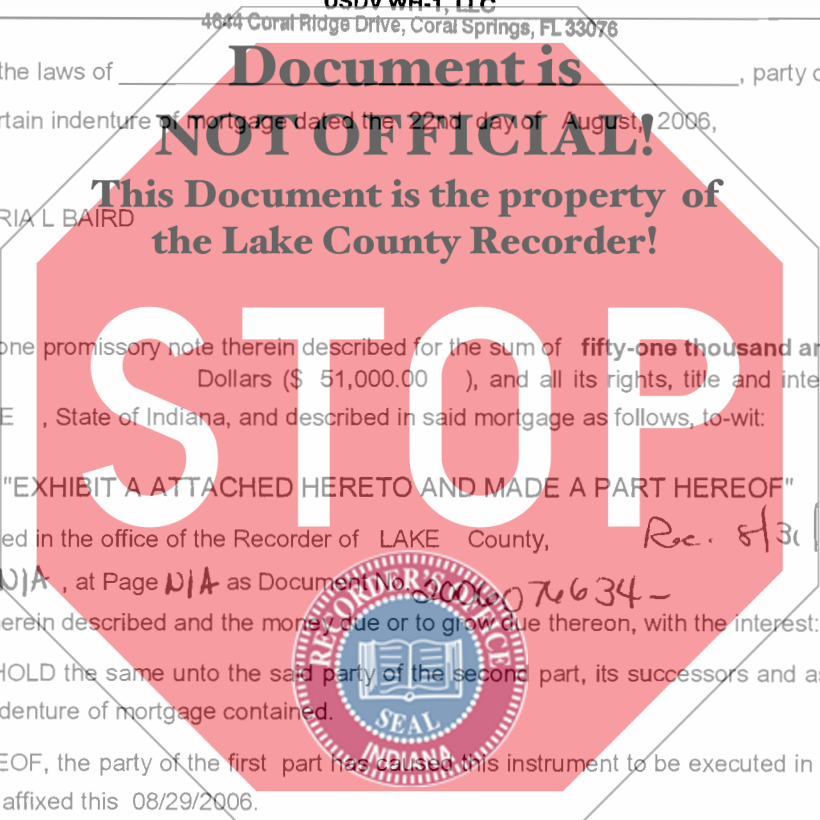 USDV WH-1, LLC
4644 Coral Ridge Drive, Coral Springs, FL 33076
the laws of ____________, party o
Document is
rtain indenture of mortgage dated the 22nd day of August, 2006,
NOT OFFICIAL!
This Document is the property of
RIA L BAIRD
the Lake County Recorder!
STOP
one promissory note therein described for the sum of fifty-one thousand an
Dollars ($ 51,000.00 ), and all its rights, title and inte
E , State of Indiana, and described in said mortgage as follows, to-wit:
"EXHIBIT A ATTACHED HERETO AND MADE A PART HEREOF"
ed in the office of the Recorder of LAKE County, Rec. 8/30
N/A , at Page N/A as Document No. 2006076634
erein described and the money due or to grow due thereon, with the interest:
HOLD the same unto the said party of the second part, its successors and as
denture of mortgage contained.
EOF, the party of the first part has caused this instrument to be executed in
affixed this 08/29/2006.
RECORDER'S OFFICE
SEAL
INDIANA